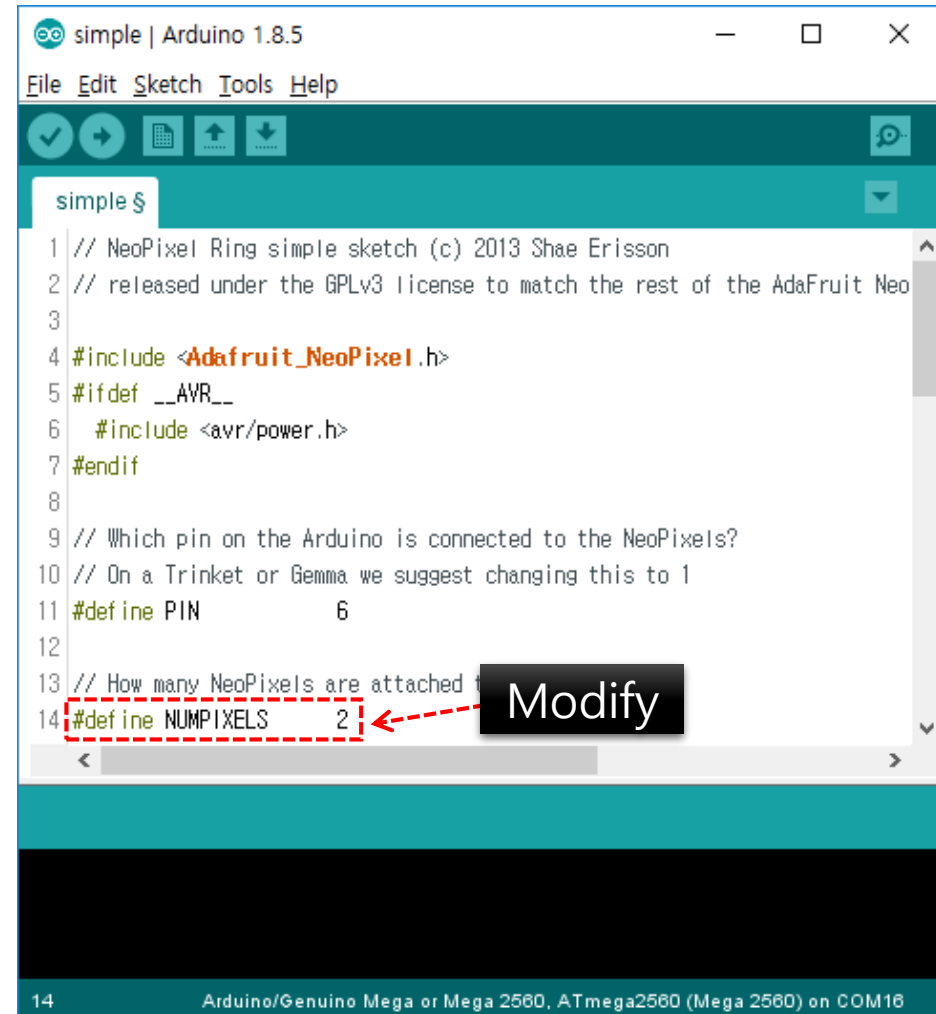 simple | Arduino 1.8.5
File Edit Sketch Tools Help
simple §
1 // NeoPixel Ring simple sketch (c) 2013 Shae Erisson
2 // released under the GPLv3 license to match the rest of the AdaFruit Neo
3
4 #include <Adafruit_NeoPixel.h>
5 #ifdef __AVR__
6 #include <avr/power.h>
7 #endif
8
9 // Which pin on the Arduino is connected to the NeoPixels?
10 // On a Trinket or Gemma we suggest changing this to 1
11 #define PIN 6
12
13 // How many NeoPixels are attached t
Modify
14 #define NUMPIXELS 2
14 Arduino/Genuino Mega or Mega 2560, ATmega2560 (Mega 2560) on COM16